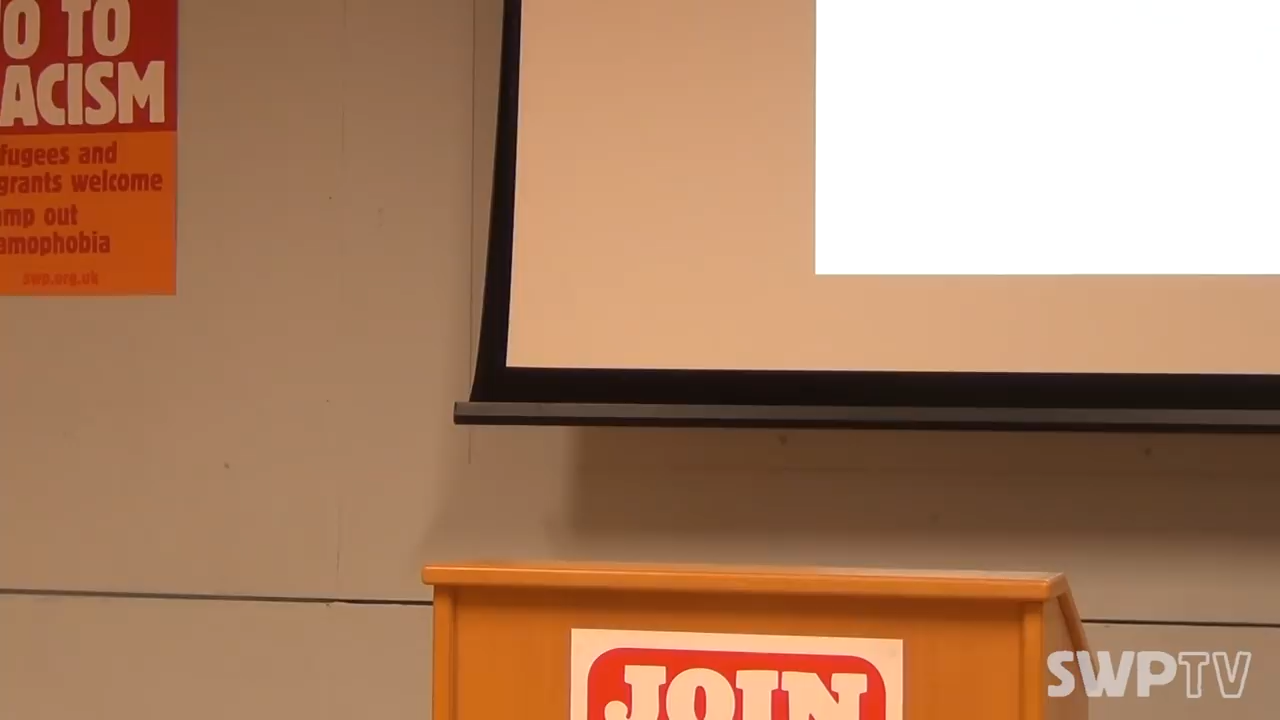 O TO
ACISM
fugees and
grants welcome
mp out
amophobia
swp.org.uk
JOIN
SWPTV